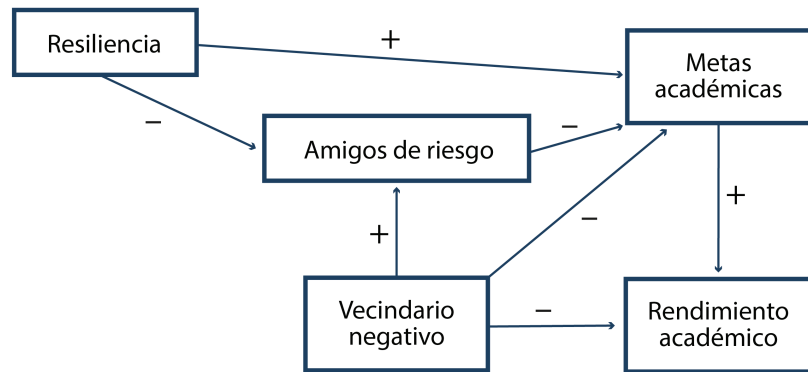 Resiliencia
+
Metas
académicas
–
Amigos de riesgo
–
+
–
+
Vecindario
negativo
–
Rendimiento
académico